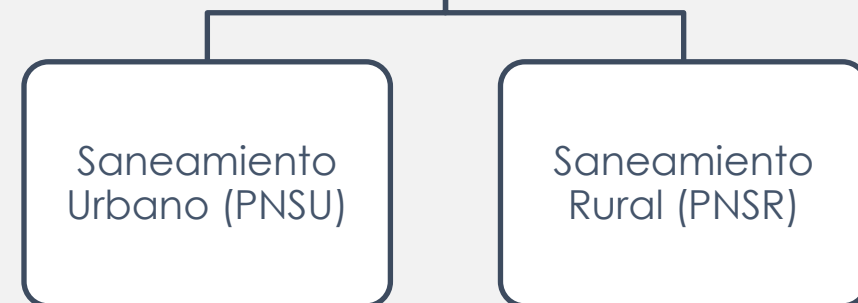 Saneamiento
Urbano (PNSU)
Saneamiento
Rural (PNSR)